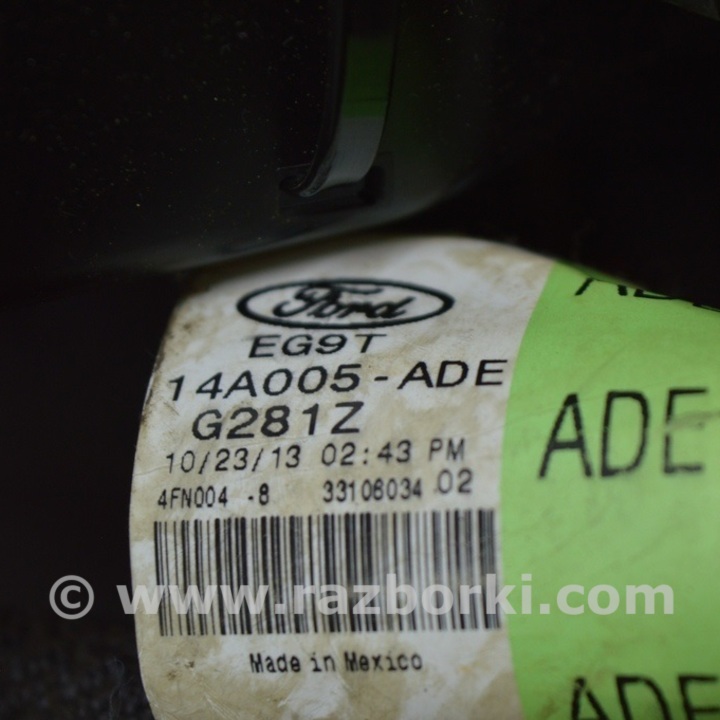 Ford
EG9T
14A005-ADE
G281Z
10/23/13 02:43 PM
4FN004 -8 33106034 02
Made in Mexico
ADE
ADE
© www.razborki.com